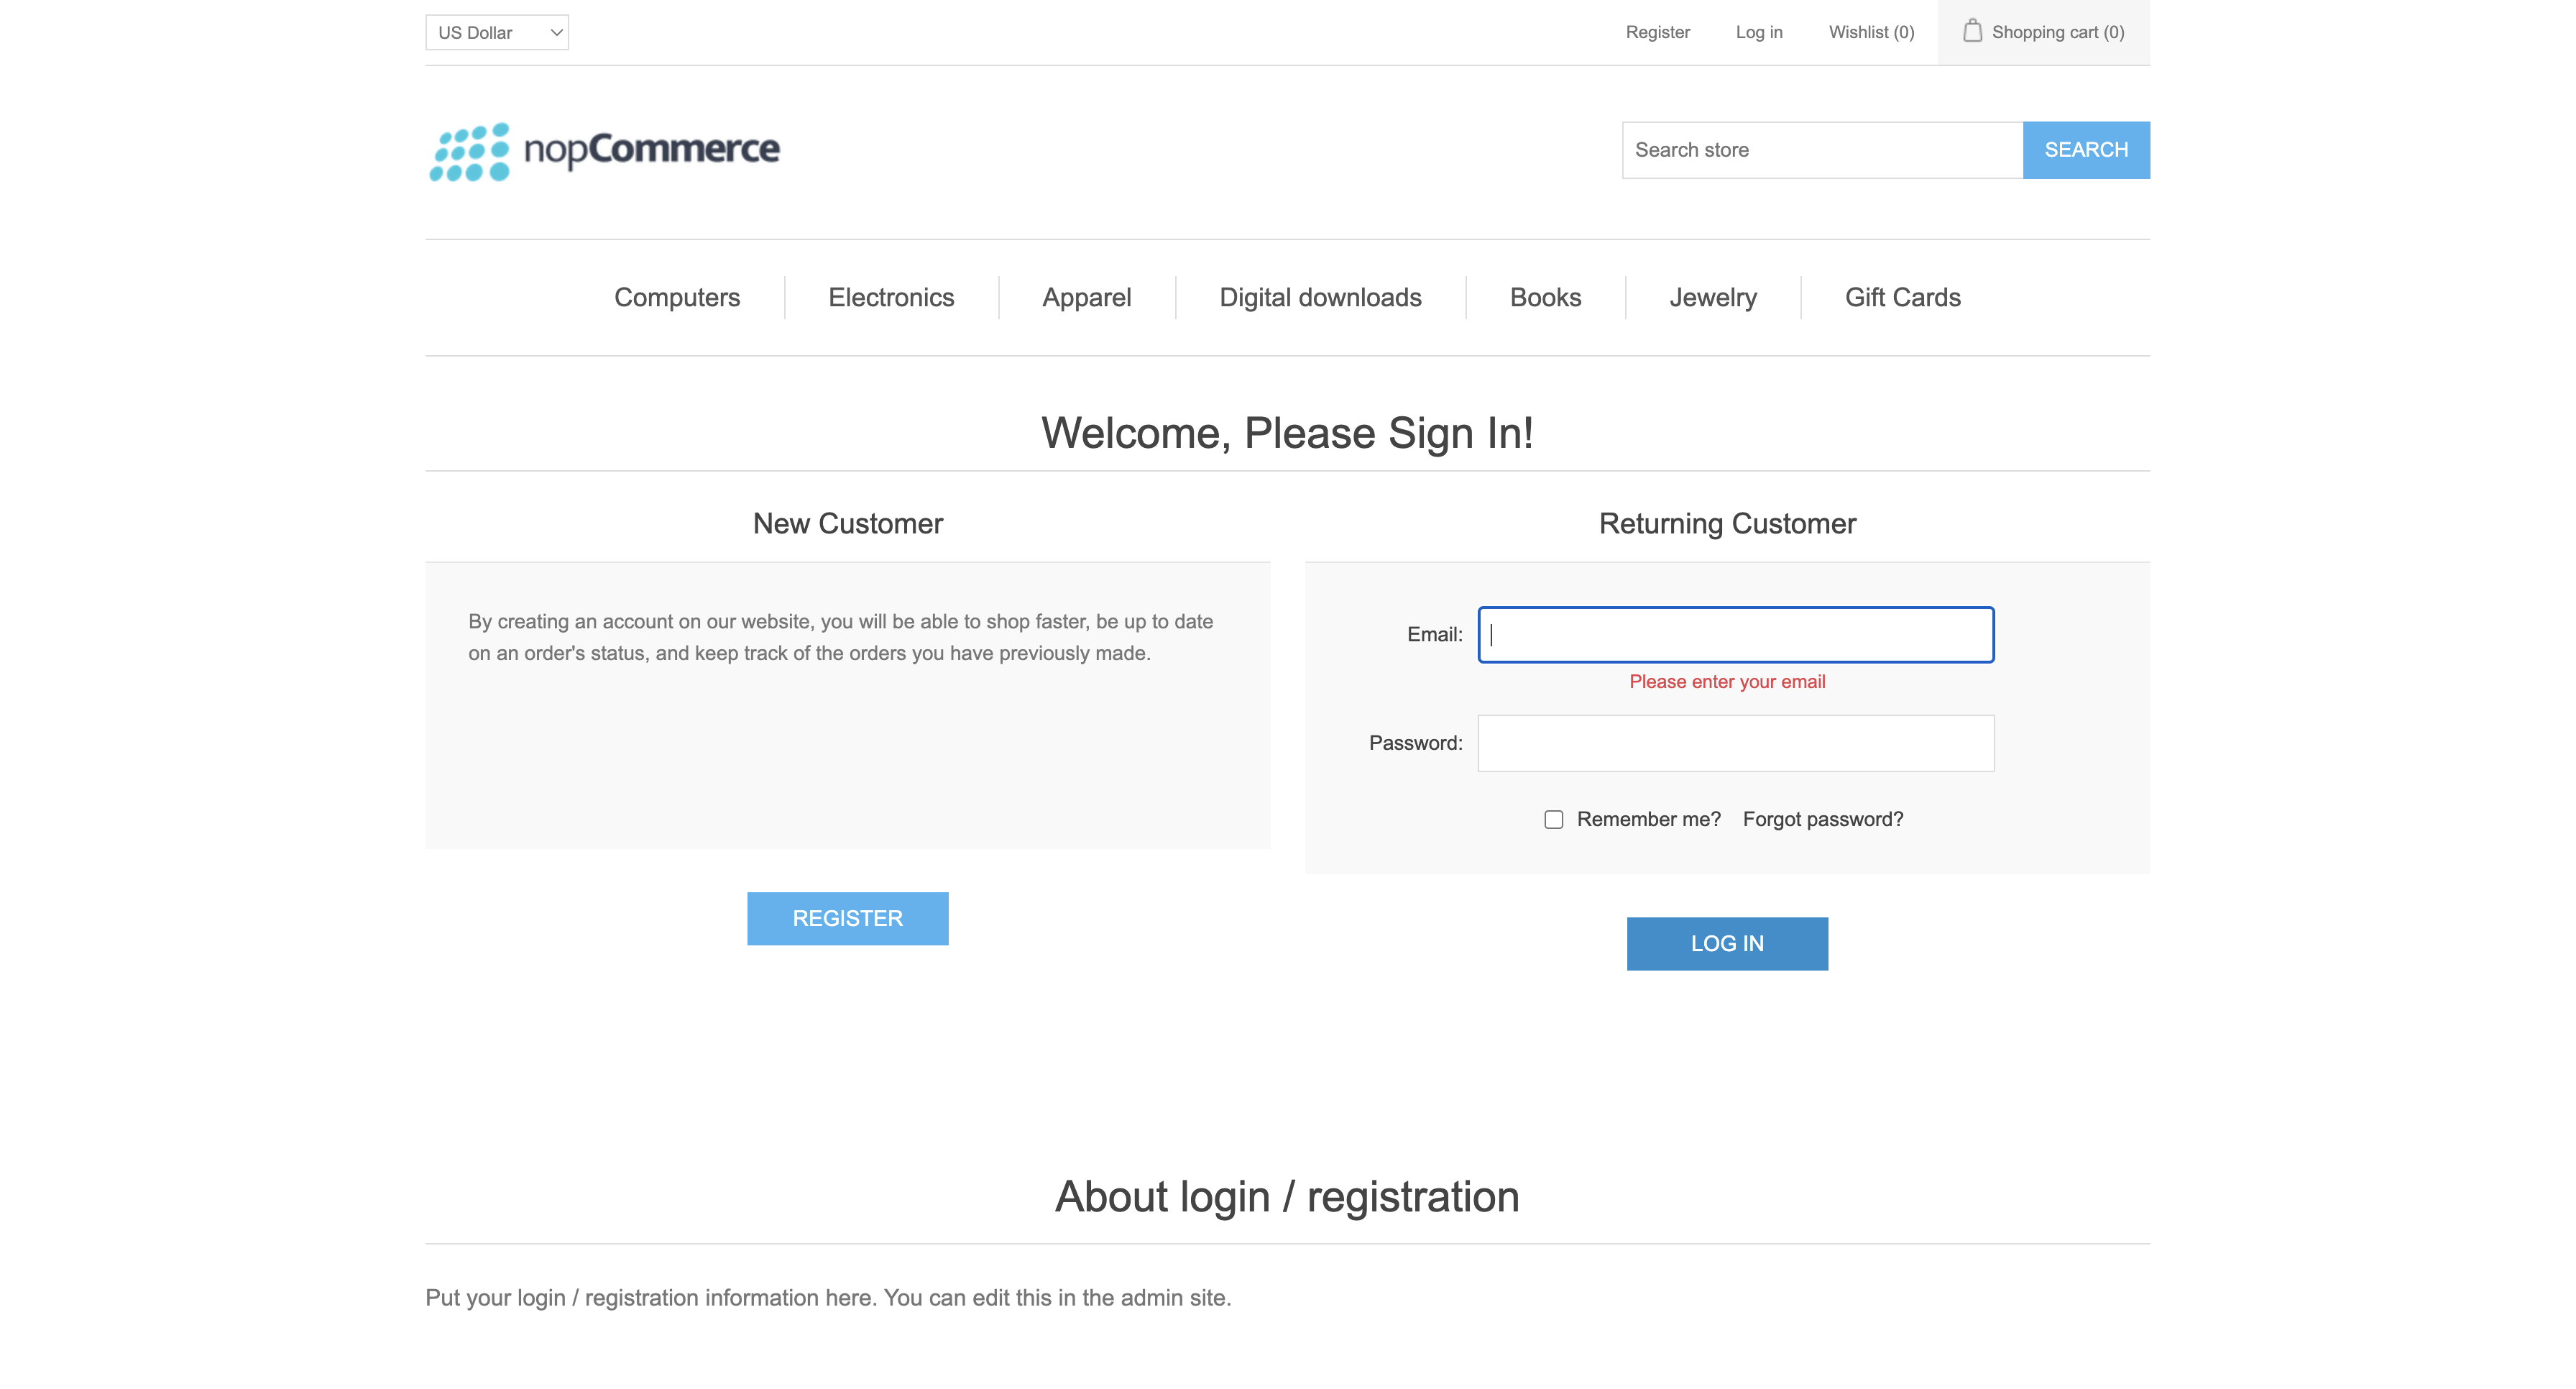 US Dollar
Register
Log in
Wishlist (0)
Shopping cart (0)
nopCommerce
Search store
SEARCH
Computers
Electronics
Apparel
Digital downloads
Books
Jewelry
Gift Cards
Welcome, Please Sign In!
New Customer
By creating an account on our website, you will be able to shop faster, be up to date
on an order's status, and keep track of the orders you have previously made.
REGISTER
Returning Customer
Email:
Please enter your email
Password:
Remember me?
Forgot password?
LOG IN
About login / registration
Put your login / registration information here. You can edit this in the admin site.